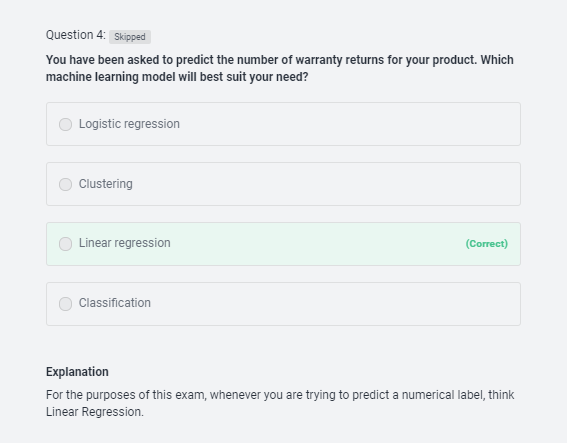 Question 4: Skipped
You have been asked to predict the number of warranty returns for your product. Which
machine learning model will best suit your need?
Logistic regression
Clustering
Linear regression (Correct)
Classification
Explanation
For the purposes of this exam, whenever you are trying to predict a numerical label, think
Linear Regression.